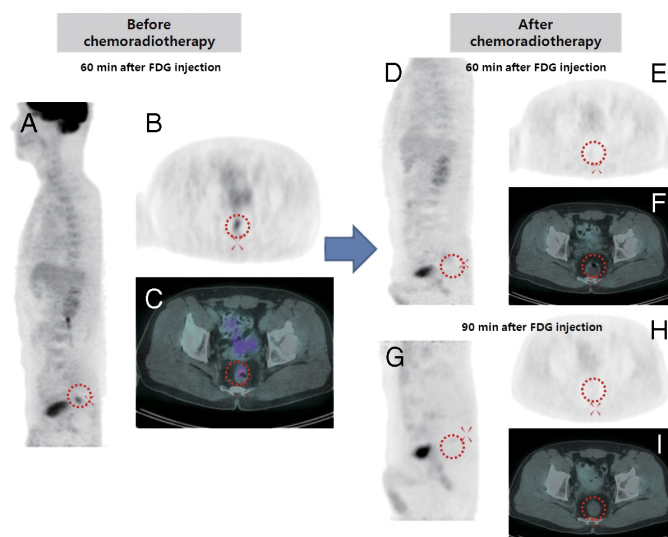 Before
chemoradiotherapy
60 min after FDG injection
A
B
C
After
chemoradiotherapy
60 min after FDG injection
D
E
F
90 min after FDG injection
G
H
I